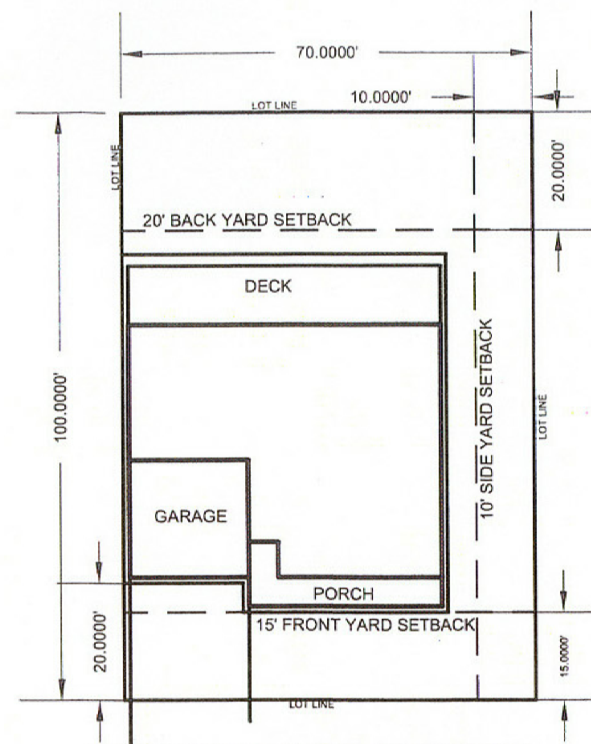 70.0000'
10.0000'
LOT LINE
LOT LINE
20.0000'
20' BACK YARD SETBACK
DECK
100.0000'
10' SIDE YARD SETBACK
LOT LINE
GARAGE
PORCH
15' FRONT YARD SETBACK
20.0000'
15.0000'
LOT LINE